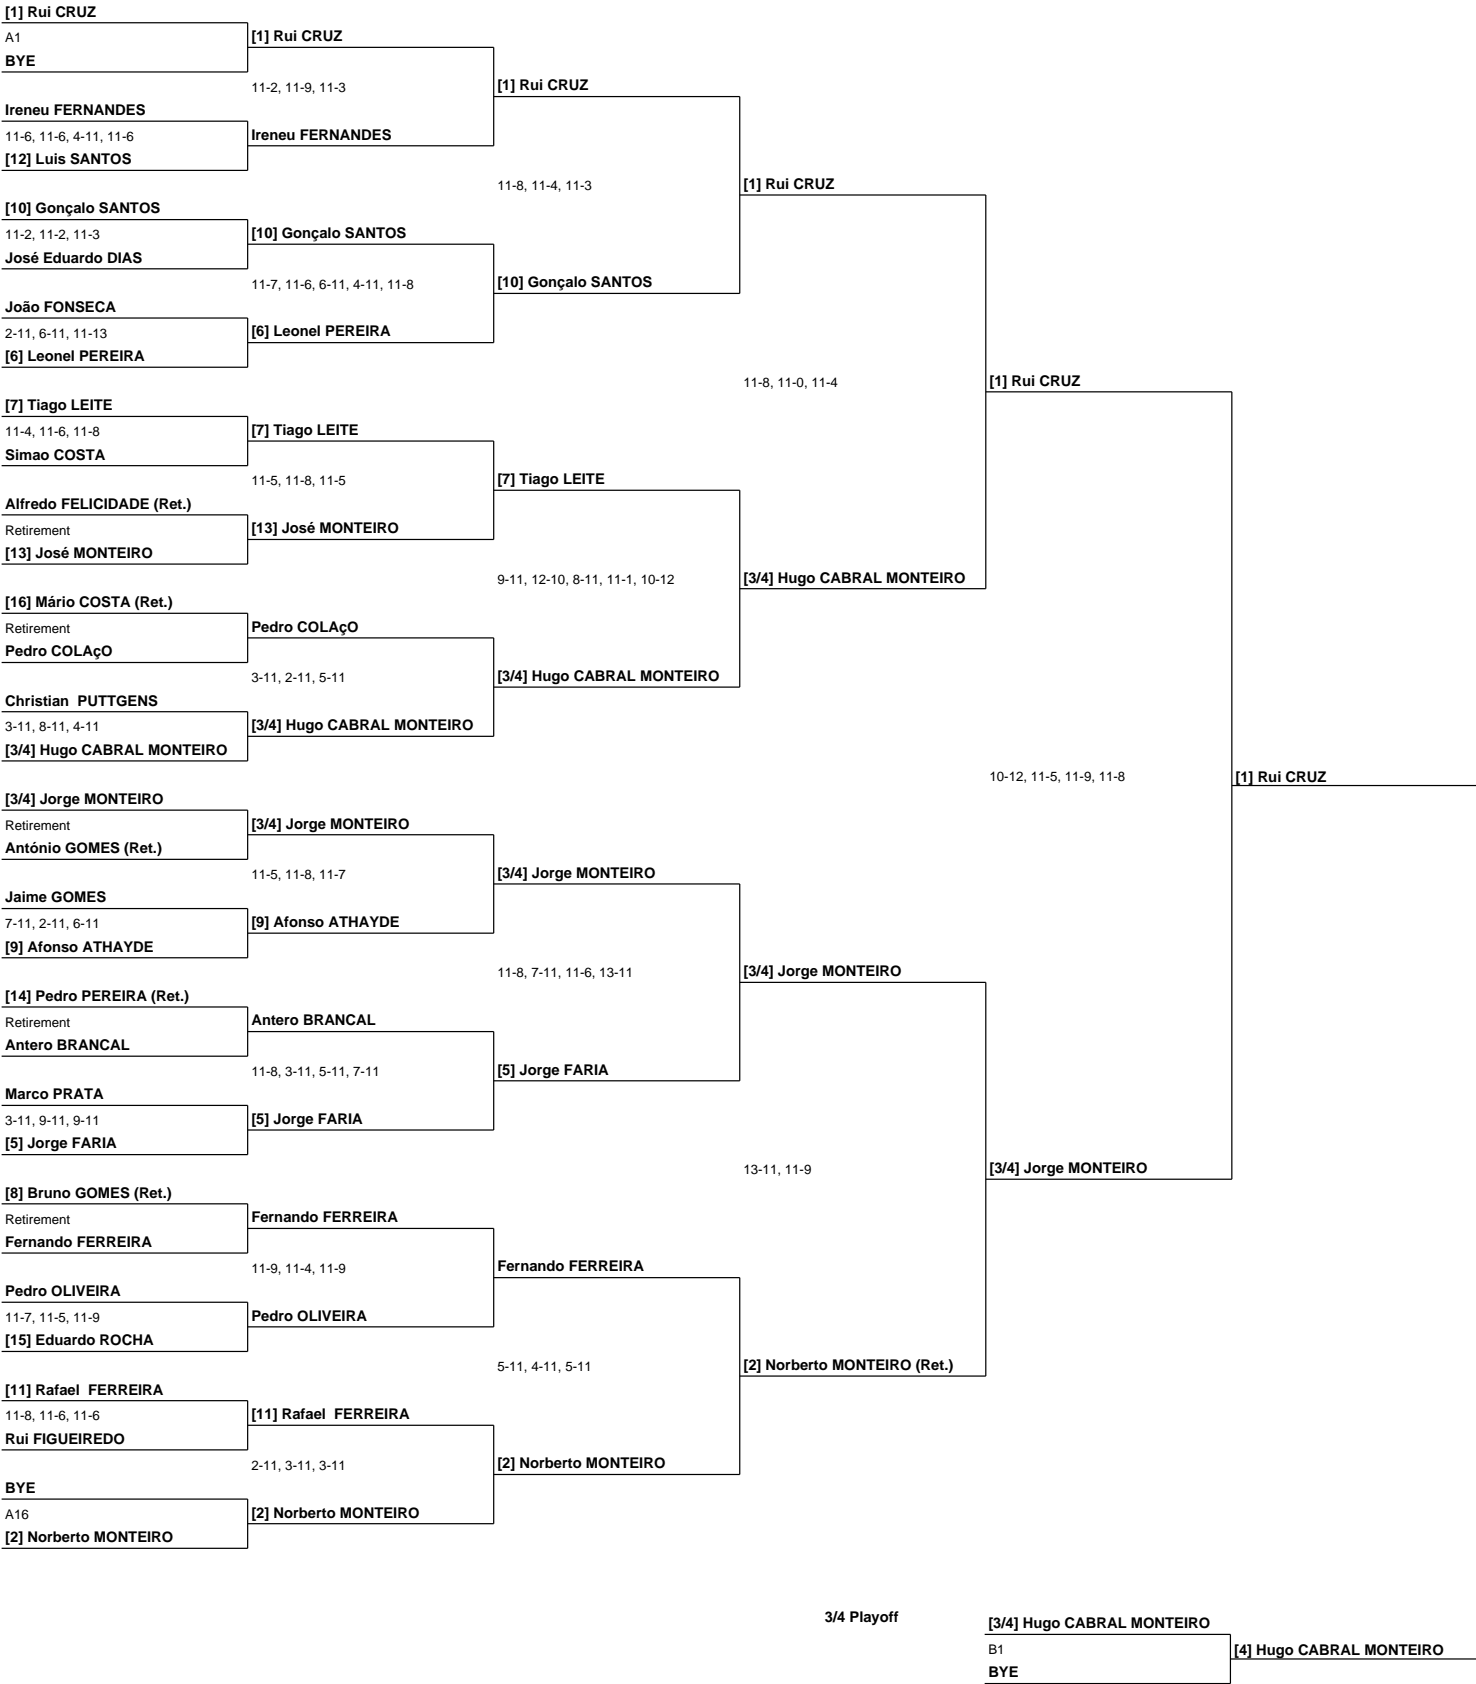 [1] Rui CRUZ
A1
BYE
Ireneu FERNANDES
11-6, 11-6, 4-11, 11-6
[12] Luis SANTOS
[10] Gonçalo SANTOS
11-2, 11-2, 11-3
José Eduardo DIAS
João FONSECA
2-11, 6-11, 11-13
[6] Leonel PEREIRA
[7] Tiago LEITE
11-4, 11-6, 11-8
Simao COSTA
Alfredo FELICIDADE (Ret.)
Retirement
[13] José MONTEIRO
[16] Mário COSTA (Ret.)
Retirement
Pedro COLAçO
Christian  PUTTGENS
3-11, 8-11, 4-11
[3/4] Hugo CABRAL MONTEIRO
[3/4] Jorge MONTEIRO
Retirement
António GOMES (Ret.)
Jaime GOMES
7-11, 2-11, 6-11
[9] Afonso ATHAYDE
[14] Pedro PEREIRA (Ret.)
Retirement
Antero BRANCAL
Marco PRATA
3-11, 9-11, 9-11
[5] Jorge FARIA
[8] Bruno GOMES (Ret.)
Retirement
Fernando FERREIRA
Pedro OLIVEIRA
11-7, 11-5, 11-9
[15] Eduardo ROCHA
[11] Rafael  FERREIRA
11-8, 11-6, 11-6
Rui FIGUEIREDO
BYE
A16
[2] Norberto MONTEIRO
[1] Rui CRUZ
11-2, 11-9, 11-3
Ireneu FERNANDES
[10] Gonçalo SANTOS
11-7, 11-6, 6-11, 4-11, 11-8
[6] Leonel PEREIRA
[7] Tiago LEITE
11-5, 11-8, 11-5
[13] José MONTEIRO
Pedro COLAçO
3-11, 2-11, 5-11
[3/4] Hugo CABRAL MONTEIRO
[3/4] Jorge MONTEIRO
11-5, 11-8, 11-7
[9] Afonso ATHAYDE
Antero BRANCAL
11-8, 3-11, 5-11, 7-11
[5] Jorge FARIA
Fernando FERREIRA
11-9, 11-4, 11-9
Pedro OLIVEIRA
[11] Rafael  FERREIRA
2-11, 3-11, 3-11
[2] Norberto MONTEIRO
[1] Rui CRUZ
11-8, 11-4, 11-3
[10] Gonçalo SANTOS
[7] Tiago LEITE
9-11, 12-10, 8-11, 11-1, 10-12
[3/4] Hugo CABRAL MONTEIRO
[3/4] Jorge MONTEIRO
11-8, 7-11, 11-6, 13-11
[5] Jorge FARIA
Fernando FERREIRA
5-11, 4-11, 5-11
[2] Norberto MONTEIRO
[1] Rui CRUZ
11-8, 11-0, 11-4
[3/4] Hugo CABRAL MONTEIRO
[3/4] Jorge MONTEIRO
13-11, 11-9
[2] Norberto MONTEIRO (Ret.)
[1] Rui CRUZ
10-12, 11-5, 11-9, 11-8
[3/4] Jorge MONTEIRO
[1] Rui CRUZ
3/4 Playoff
[3/4] Hugo CABRAL MONTEIRO
B1
BYE
[4] Hugo CABRAL MONTEIRO